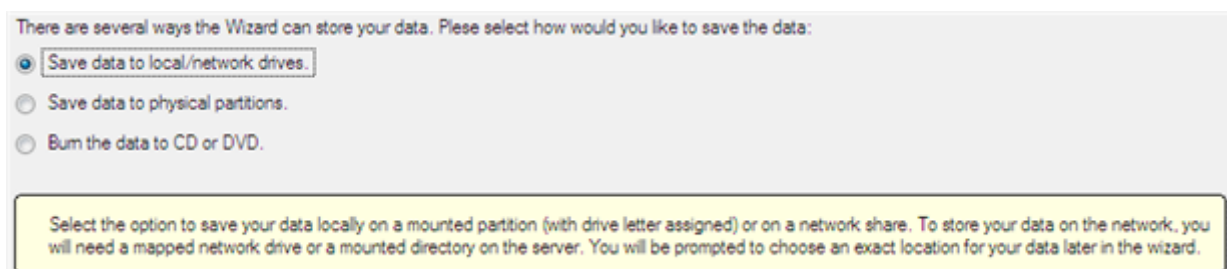 There are several ways the Wizard can store your data. Plese select how would you like to save the data:
Save data to local/network drives.
Save data to physical partitions.
Burn the data to CD or DVD.
Select the option to save your data locally on a mounted partition (with drive letter assigned) or on a network share. To store your data on the network, you
will need a mapped network drive or a mounted directory on the server. You will be prompted to choose an exact location for your data later in the wizard.